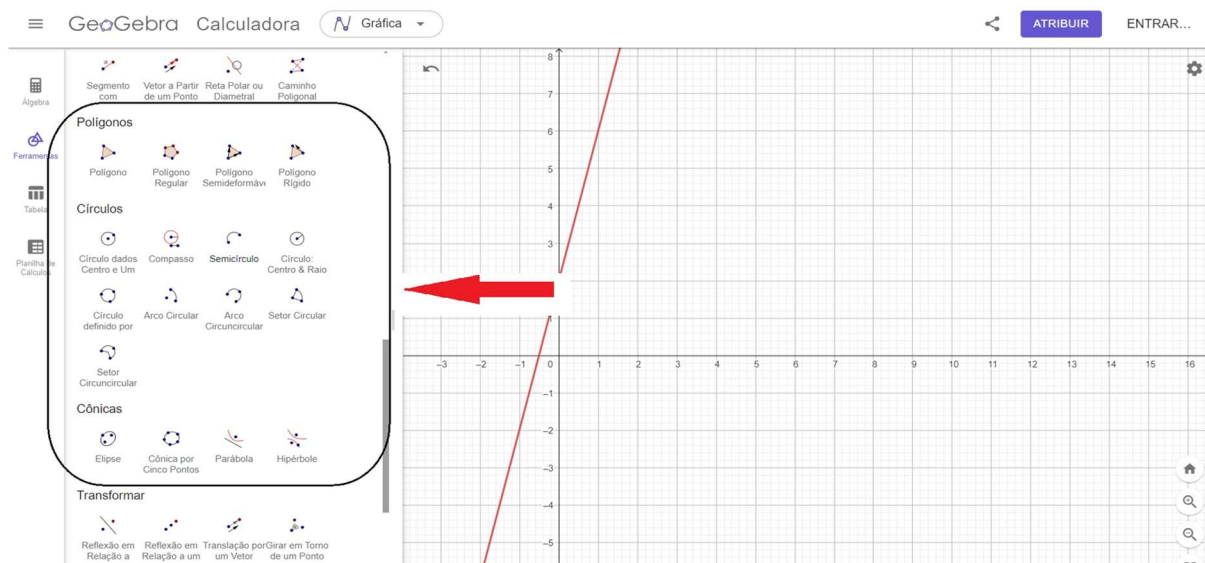 GeoGebra Calculadora Gráfica
ATRIBUIR ENTRAR...
Álgebra
Ferramentas
Tabela
Planilha de
Cálculos
Segmento
com
Vetor a Partir
de um Ponto
Reta Polar ou
Diametral
Caminho
Poligonal
Polígonos
Polígono
Polígono
Regular
Polígono
Semideformáv
Polígono
Rígido
Círculos
Círculo dados
Centro e Um
Compasso
Semicírculo
Círculo:
Centro & Raio
Círculo
definido por
Arco Circular
Arco
Circuncircular
Setor Circular
Setor
Circuncircular
Cônicas
Elipse
Cônica por
Cinco Pontos
Parábola
Hipérbole
Transformar
Reflexão em
Relação a
Reflexão em
Relação a um
Translação por
um Vetor
Girar em Torno
de um Ponto
8
7
6
5
4
3
–3 –2 –1 0 1 2 3 4 5 6 7 8 9 10 11 12 13 14 15 16
–1
–2
–3
–4
–5